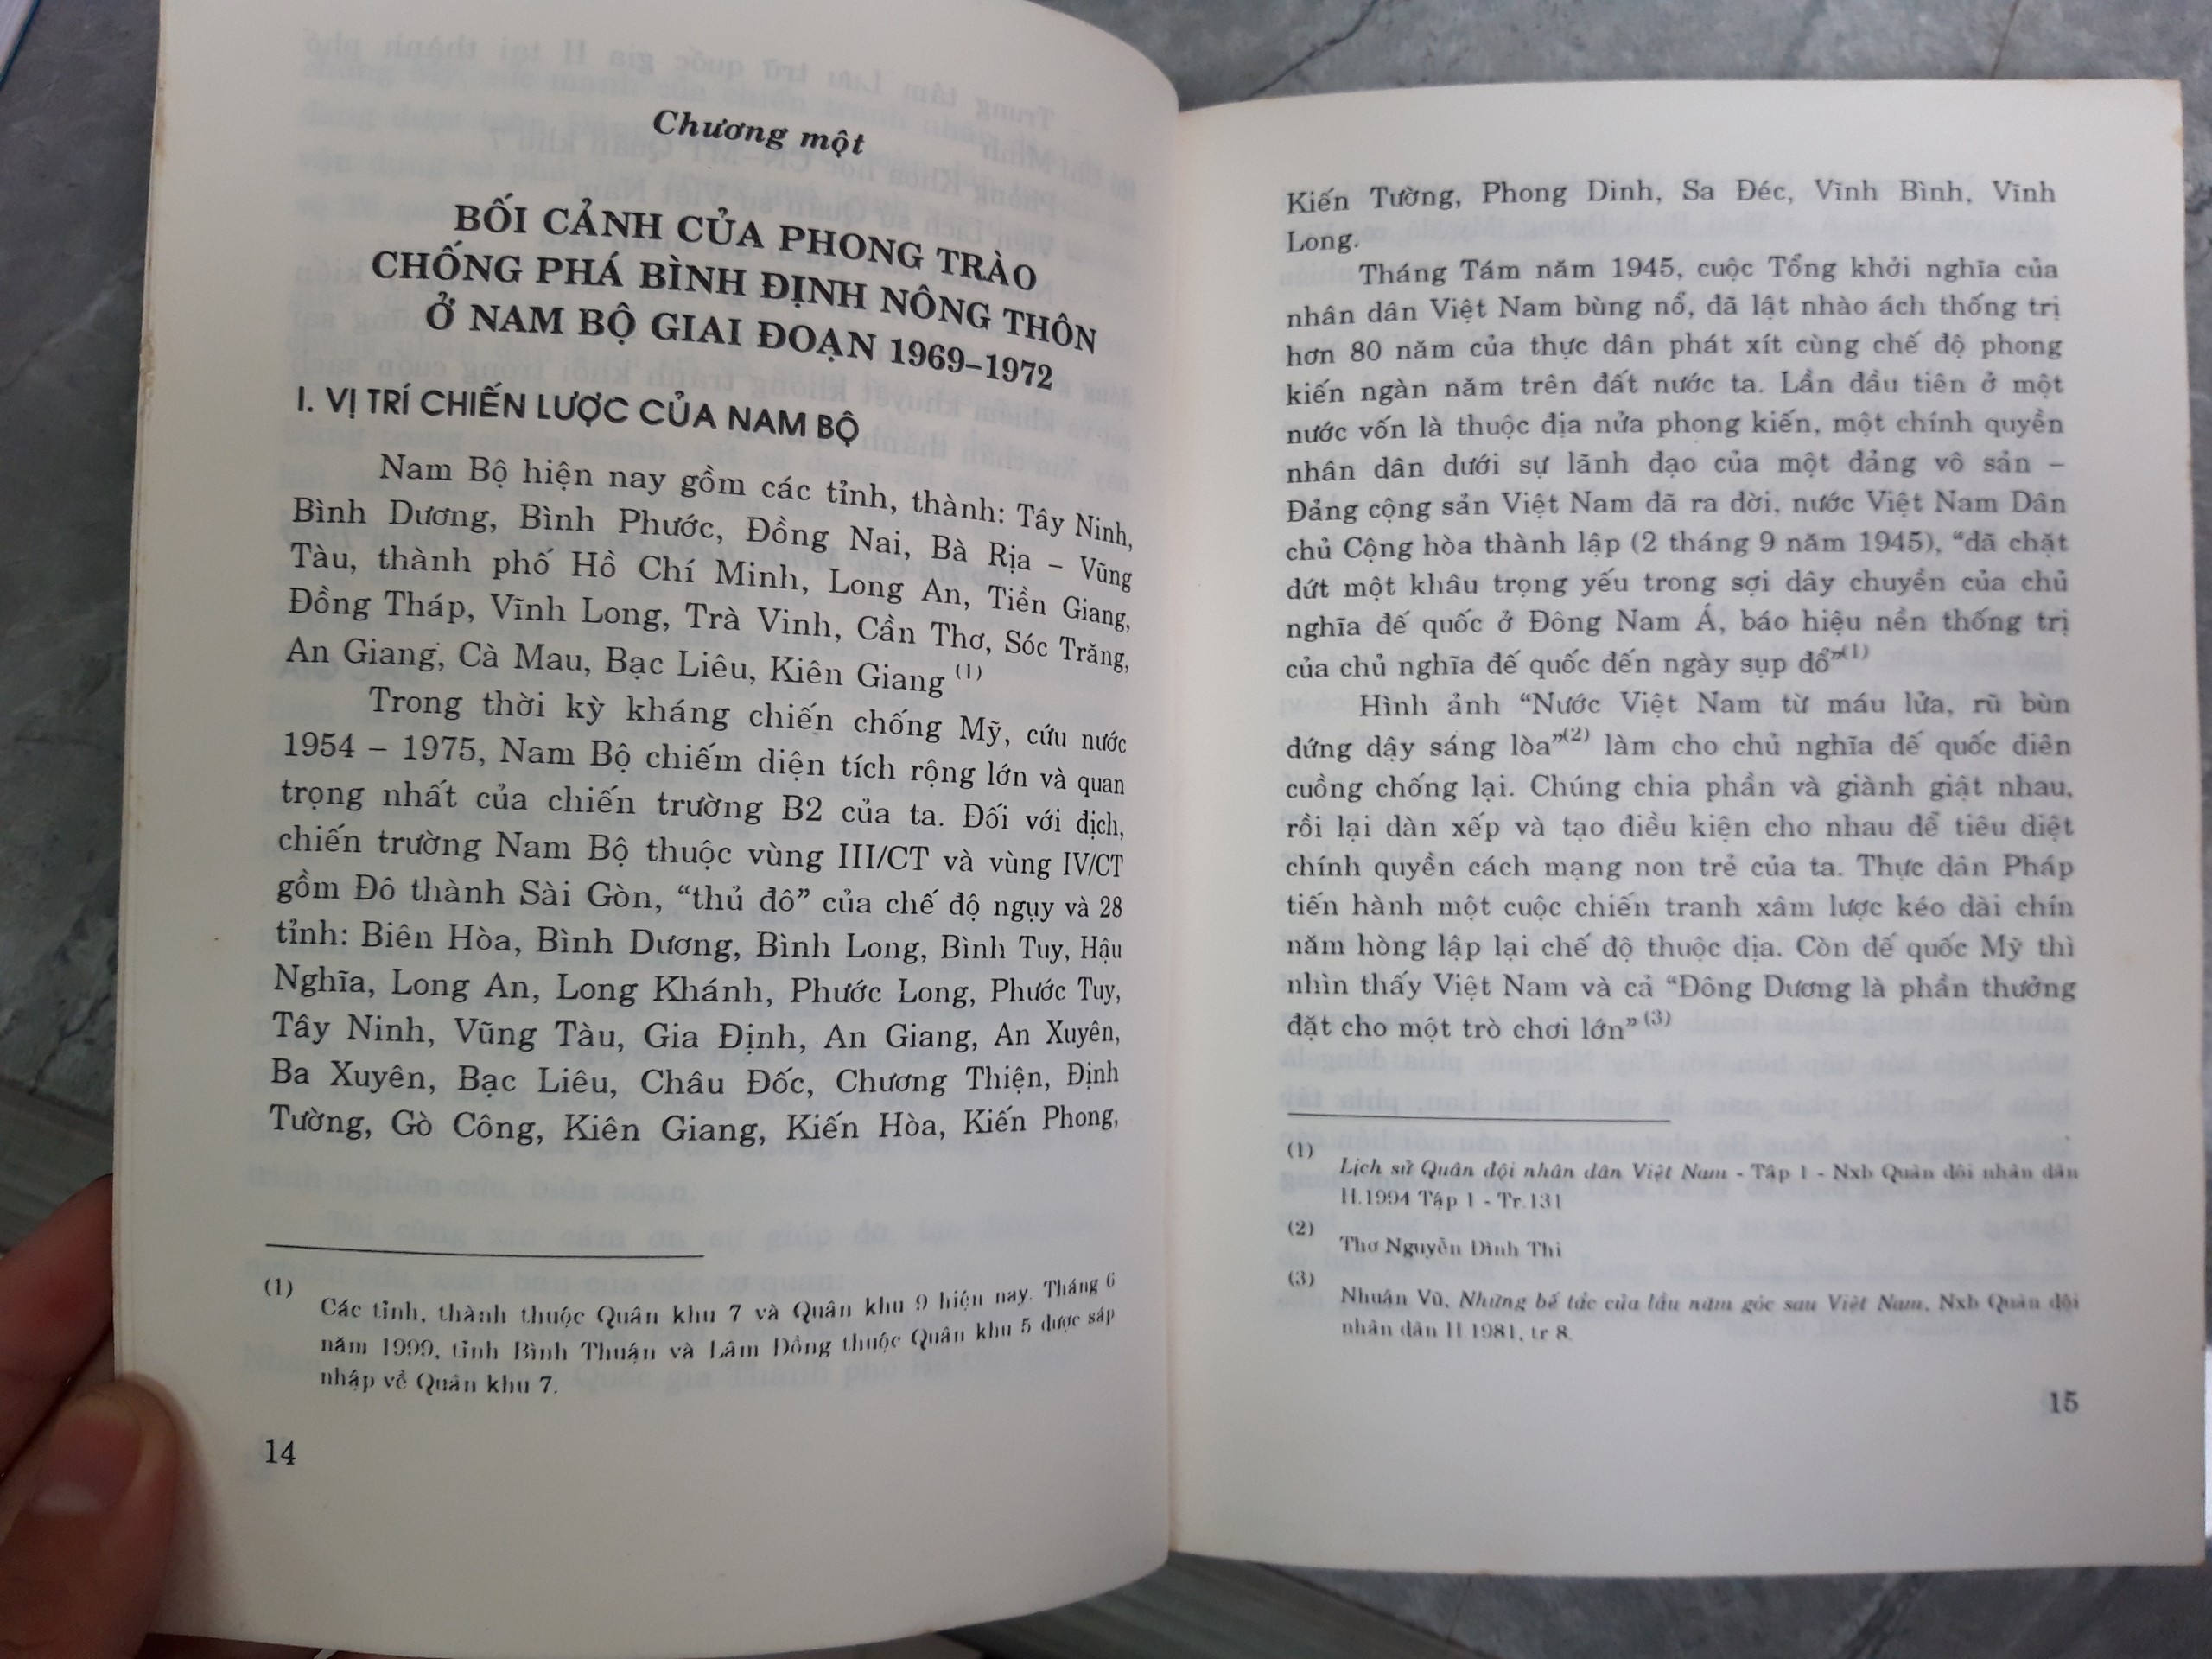 Chương một
BỐI CẢNH CỦA PHONG TRÀO
CHỐNG PHÁ BÌNH ĐỊNH NÔNG THÔN
Ở NAM BỘ GIAI ĐOẠN 1969–1972
I. VỊ TRÍ CHIẾN LƯỢC CỦA NAM BỘ
Nam Bộ hiện nay gồm các tỉnh, thành: Tây Ninh,
Bình Dương, Bình Phước, Đồng Nai, Bà Rịa – Vũng
Tàu, thành phố Hồ Chí Minh, Long An, Tiền Giang,
Đồng Tháp, Vĩnh Long, Trà Vinh, Cần Thơ, Sóc Trăng,
An Giang, Cà Mau, Bạc Liêu, Kiên Giang (1)
Trong thời kỳ kháng chiến chống Mỹ, cứu nước
1954 – 1975, Nam Bộ chiếm diện tích rộng lớn và quan
trọng nhất của chiến trường B2 của ta. Đối với địch,
chiến trường Nam Bộ thuộc vùng III/CT và vùng IV/CT
gồm Đô thành Sài Gòn, “thủ đô” của chế độ ngụy và 28
tỉnh: Biên Hòa, Bình Dương, Bình Long, Bình Tuy, Hậu
Nghĩa, Long An, Long Khánh, Phước Long, Phước Tuy,
Tây Ninh, Vũng Tàu, Gia Định, An Giang, An Xuyên,
Ba Xuyên, Bạc Liêu, Châu Đốc, Chương Thiện, Định
Tường, Gò Công, Kiên Giang, Kiến Hòa, Kiến Phong,
(1) Các tỉnh, thành thuộc Quân khu 7 và Quân khu 9 hiện nay. Tháng 6
năm 1999, tỉnh Bình Thuận và Lâm Đồng thuộc Quân khu 5 được sáp
nhập về Quân khu 7.
14
Kiến Tường, Phong Dinh, Sa Đéc, Vĩnh Bình, Vĩnh
Long.
Tháng Tám năm 1945, cuộc Tổng khởi nghĩa của
nhân dân Việt Nam bùng nổ, đã lật nhào ách thống trị
hơn 80 năm của thực dân phát xít cùng chế độ phong
kiến ngàn năm trên đất nước ta. Lần đầu tiên ở một
nước vốn là thuộc địa nửa phong kiến, một chính quyền
nhân dân dưới sự lãnh đạo của một đảng vô sản –
Đảng cộng sản Việt Nam đã ra đời, nước Việt Nam Dân
chủ Cộng hòa thành lập (2 tháng 9 năm 1945), “đã chặt
đứt một khâu trọng yếu trong sợi dây chuyền của chủ
nghĩa đế quốc ở Đông Nam Á, báo hiệu nền thống trị
của chủ nghĩa đế quốc đến ngày sụp đổ”(1)
Hình ảnh “Nước Việt Nam từ máu lửa, rũ bùn
đứng dậy sáng lòa”(2) làm cho chủ nghĩa đế quốc điên
cuồng chống lại. Chúng chia phần và giành giật nhau,
rồi lại dàn xếp và tạo điều kiện cho nhau để tiêu diệt
chính quyền cách mạng non trẻ của ta. Thực dân Pháp
tiến hành một cuộc chiến tranh xâm lược kéo dài chín
năm hòng lập lại chế độ thuộc địa. Còn đế quốc Mỹ thì
nhìn thấy Việt Nam và cả “Đông Dương là phần thưởng
đặt cho một trò chơi lớn” (3)
(1) Lịch sử Quân đội nhân dân Việt Nam - Tập 1 - Nxb Quân đội nhân dân
H.1994 Tập 1 - Tr.131
(2) Thơ Nguyễn Đình Thi
(3) Nhuận Vũ, Những bế tắc của lầu năm góc sau Việt Nam, Nxb Quân đội
nhân dân H 1981, tr 8.
15